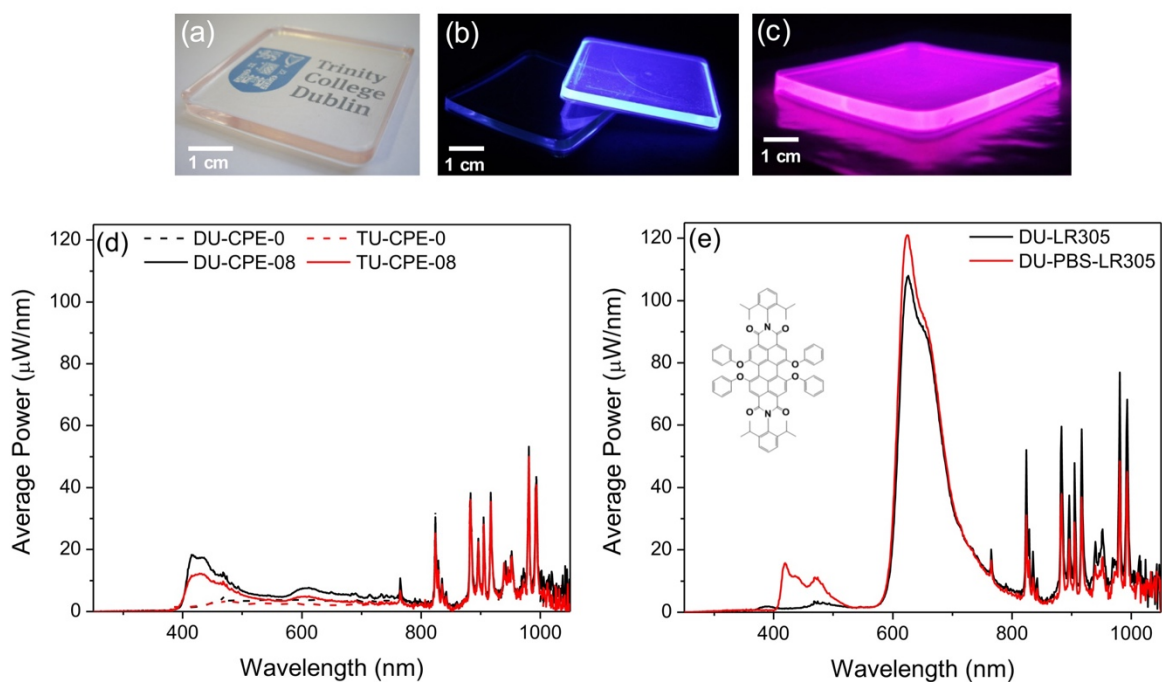 (a)
Trinity
College
Dublin
1 cm
(b)
1 cm
(c)
1 cm
(d)
DU-CPE-0
TU-CPE-0
DU-CPE-08
TU-CPE-08
120
100
80
60
40
20
0
Average Power (µW/nm)
400
600
800
1000
Wavelength (nm)
(e)
DU-LR305
DU-PBS-LR305
120
100
80
60
40
20
0
Average Power (µW/nm)
O
N
O
O
O
O
O
O
N
O
400
600
800
1000
Wavelength (nm)